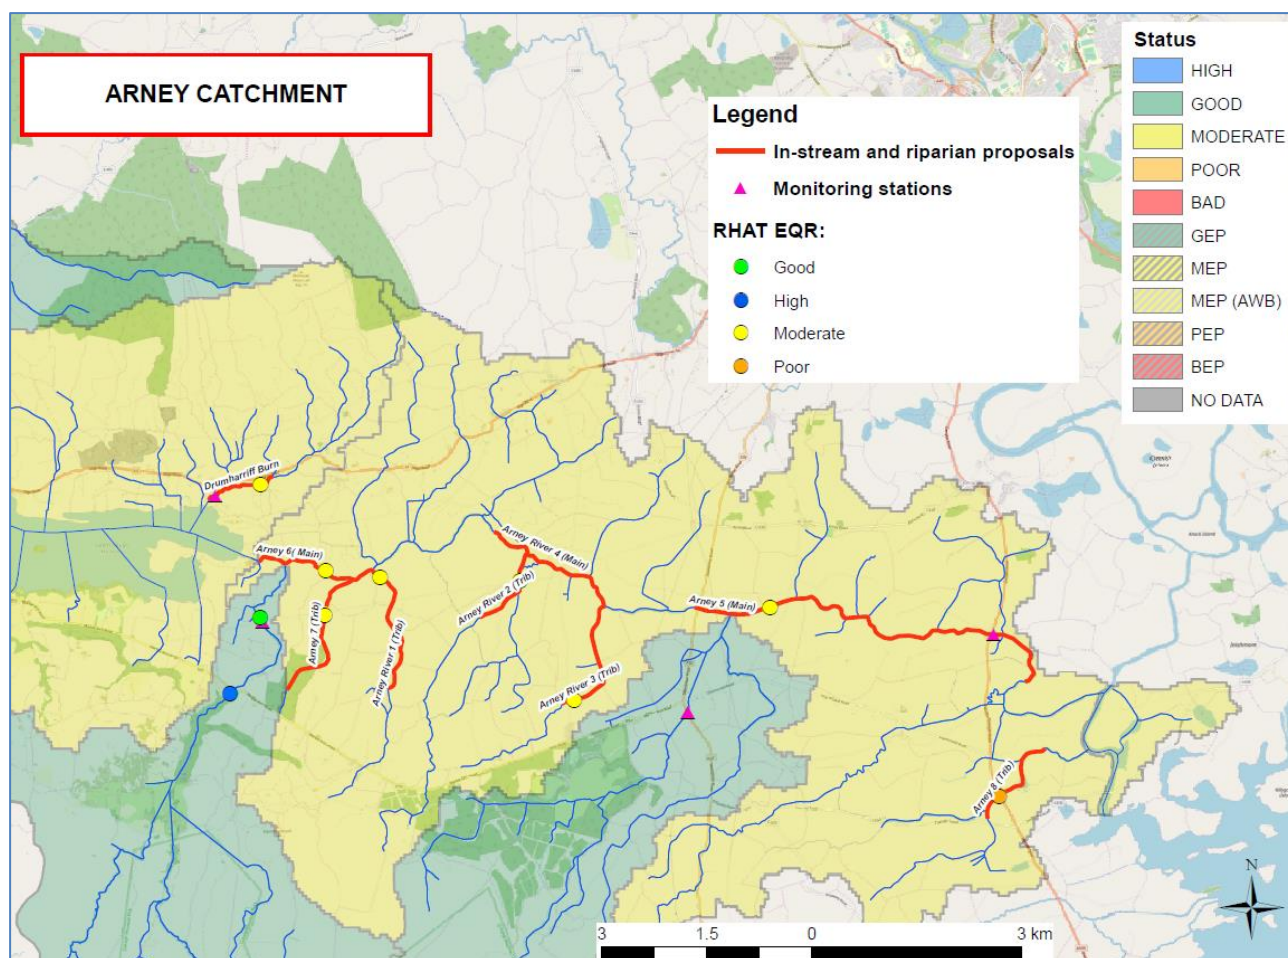 ARNEY CATCHMENT
Legend
In-stream and riparian proposals
Monitoring stations
RHAT EQR:
Good
High
Moderate
Poor
Status
HIGH
GOOD
MODERATE
POOR
BAD
GEP
MEP
MEP (AWB)
PEP
BEP
NO DATA
Drumharriff Burn
Arney 6( Main)
Arney 7 (Trib)
Arney River 1 (Trib)
Arney River 2 (Trib)
Arney River 4 (Main)
Arney River 3 (Trib)
Arney 5 (Main)
Arney 8 (Trib)
N
3 1.5 0 3 km